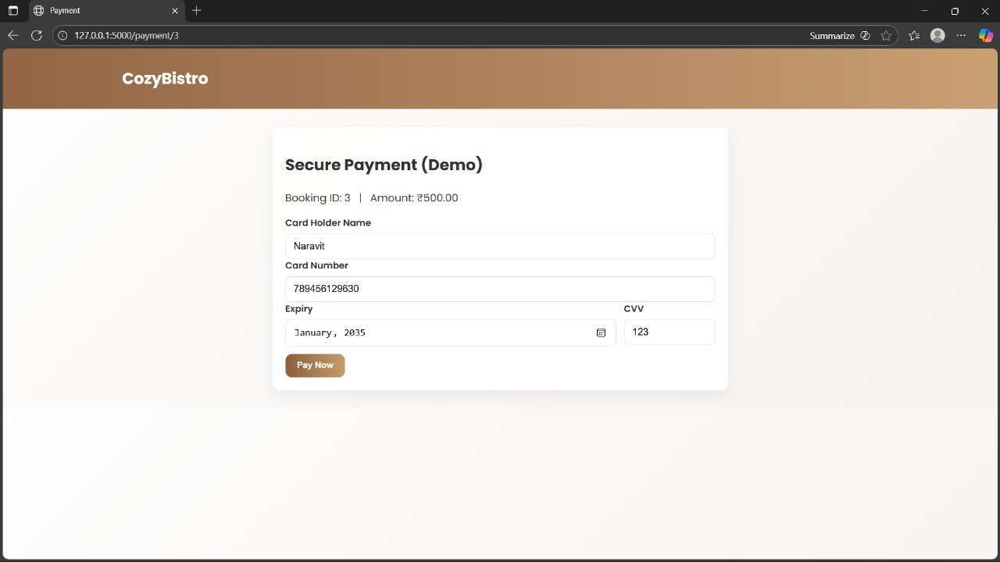 Payment
127.0.0.1:5000/payment/3
Summarize
CozyBistro
Secure Payment (Demo)
Booking ID: 3 | Amount: ₹500.00
Card Holder Name
Naravit
Card Number
789456129630
Expiry CVV
January, 2035 123
Pay Now